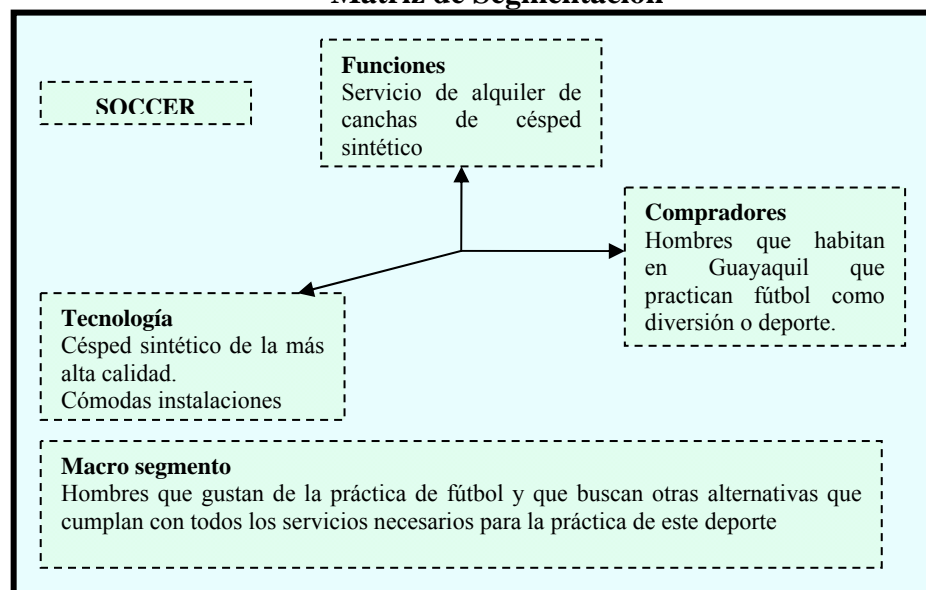 Matriz de Segmentación
Funciones
Servicio de alquiler de
canchas de césped
sintético
SOCCER
Compradores
Hombres que habitan
en Guayaquil que
practican fútbol como
diversión o deporte.
Tecnología
Césped sintético de la más
alta calidad.
Cómodas instalaciones
Macro segmento
Hombres que gustan de la práctica de fútbol y que buscan otras alternativas que
cumplan con todos los servicios necesarios para la práctica de este deporte